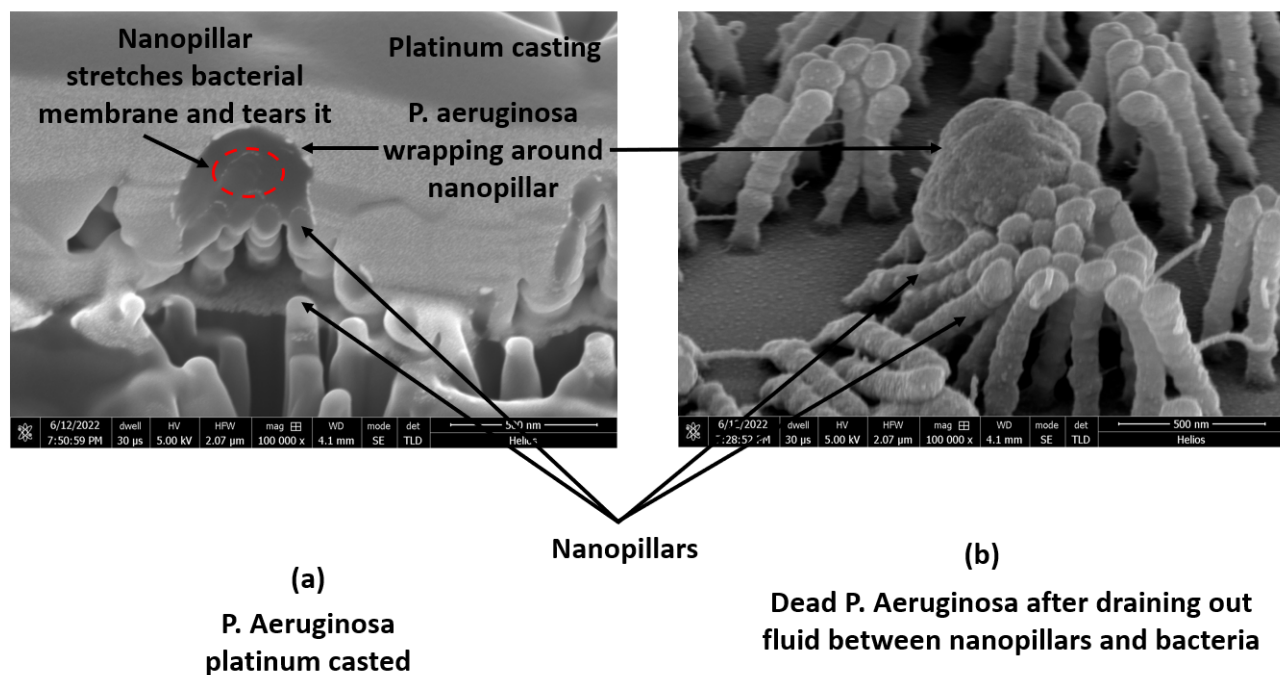 Nanopillar
stretches bacterial
membrane and tears it
Platinum casting
P. aeruginosa
wrapping around
nanopillar
6/12/2022 dwell HV HFW mag WD mode det 500 nm
7:50:59 PM 30 µs 5.00 kV 2.07 µm 100 000 x 4.1 mm SE TLD Helios
dwell HV HFW mag WD mode det 500 nm
30 µs 5.00 kV 2.07 µm 100 000 x 4.1 mm SE TLD Helios
Nanopillars
(a)
P. Aeruginosa
platinum casted
(b)
Dead P. Aeruginosa after draining out
fluid between nanopillars and bacteria